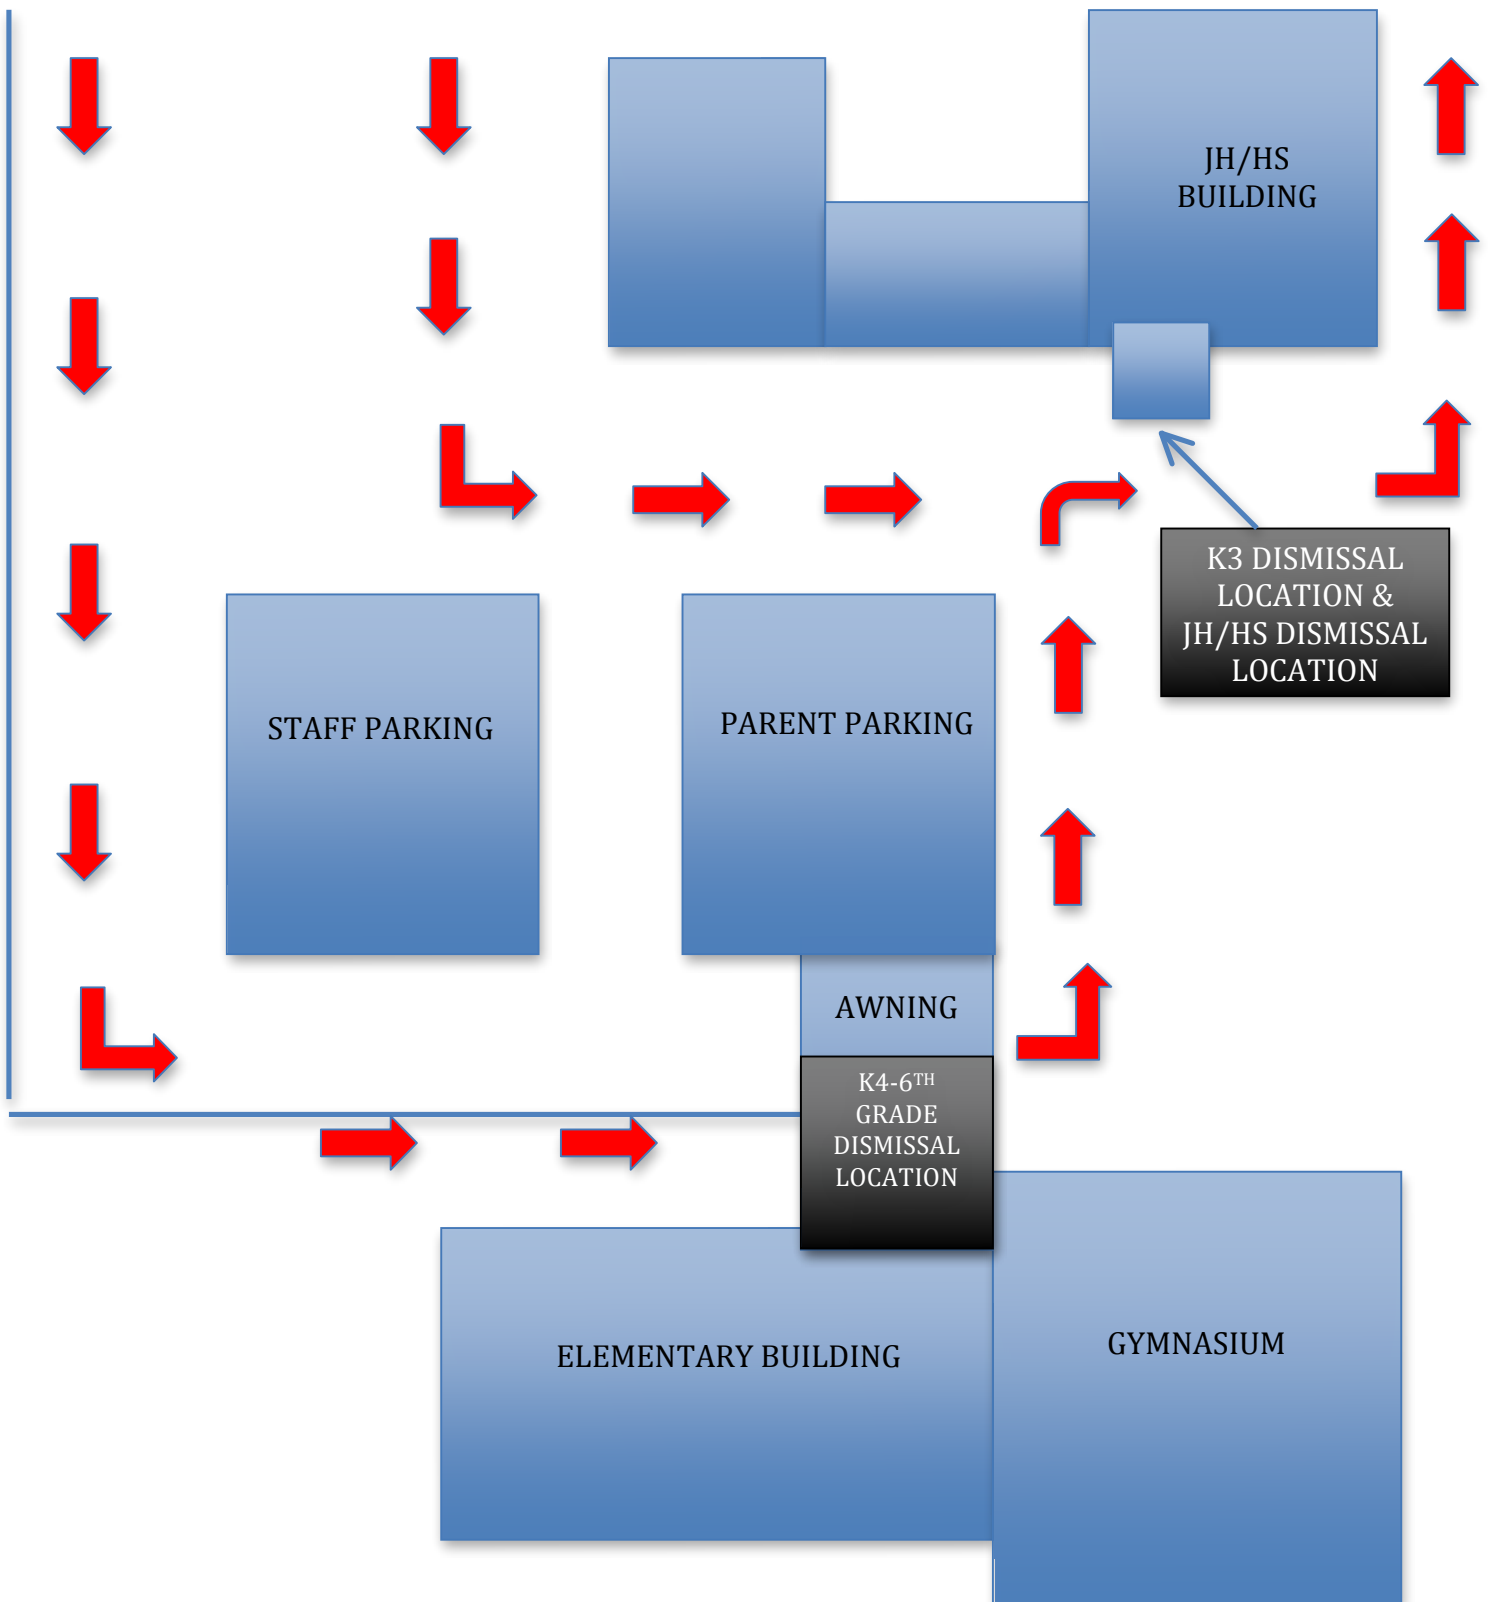 JH/HS
BUILDING
K3 DISMISSAL
LOCATION &
JH/HS DISMISSAL
LOCATION
STAFF PARKING
PARENT PARKING
AWNING
K4-6TH
GRADE
DISMISSAL
LOCATION
ELEMENTARY BUILDING
GYMNASIUM